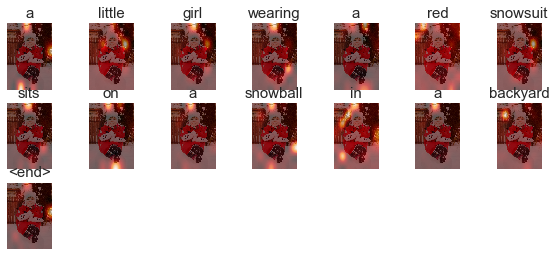 a little girl wearing a red snowsuit
sits on a snowball in a backyard
<end>